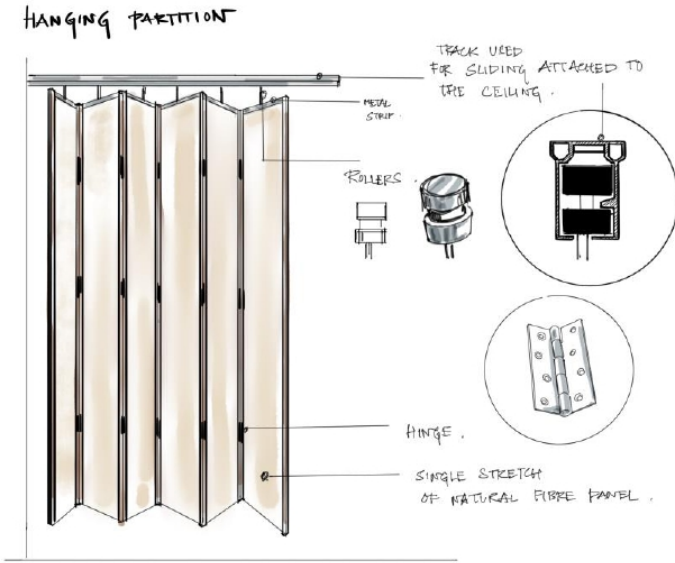 HANGING PARTITION
TRACK USED
FOR SLIDING ATTACHED TO
THE CEILING.
METAL
STRIP.
ROLLERS.
HINGE.
SINGLE STRETCH
OF NATURAL FIBRE PANEL.